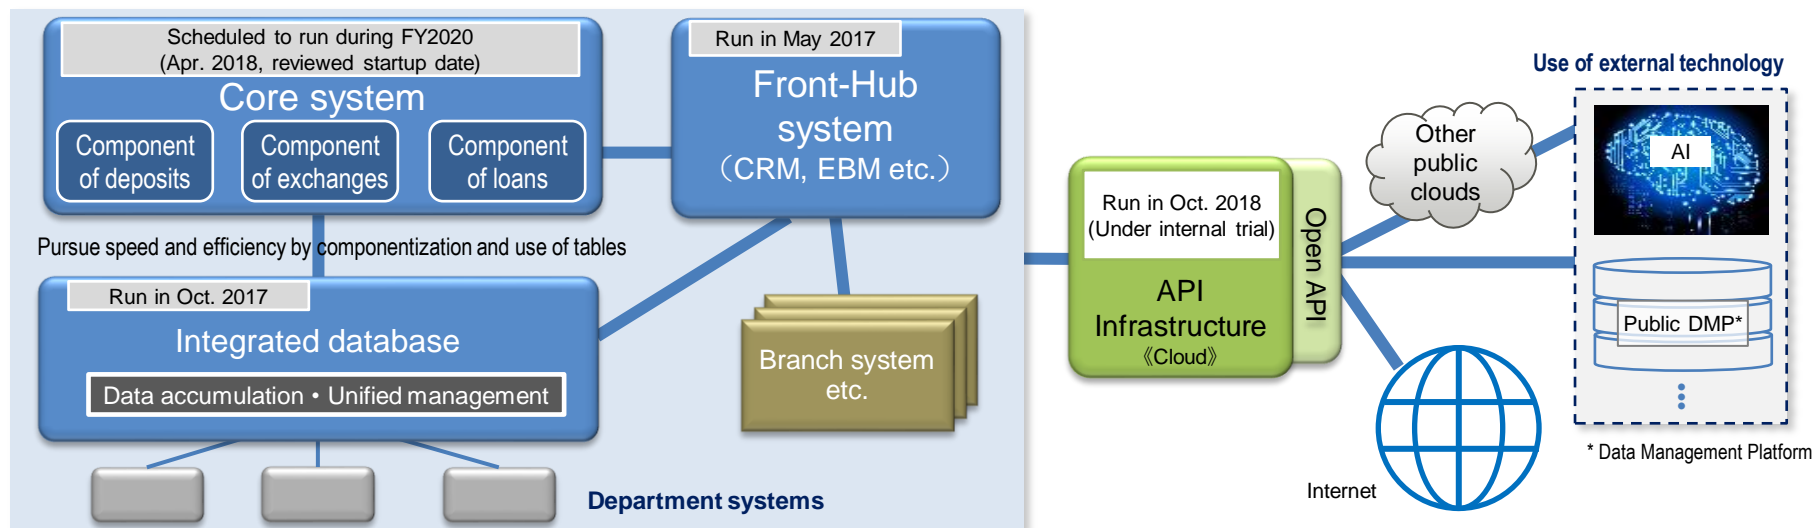 Scheduled to run during FY2020
(Apr. 2018, reviewed startup date)
Core system
Component
of deposits
Component
of exchanges
Component
of loans
Run in May 2017
Front-Hub
system
（CRM, EBM etc.）
Pursue speed and efficiency by componentization and use of tables
Run in Oct. 2017
Integrated database
Data accumulation・Unified management
Branch system
etc.
Department systems
Run in Oct. 2018
(Under internal trial)
API
Infrastructure
《Cloud》
Open API
Other
public
clouds
Internet
Use of external technology
AI
Public DMP*
* Data Management Platform